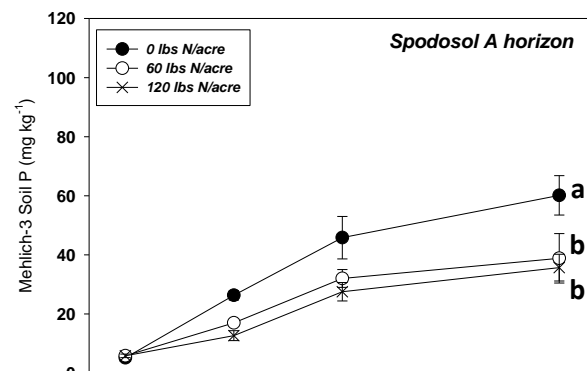 120
Spodosol A horizon
0 lbs N/acre
60 lbs N/acre
120 lbs N/acre
100
80
60
40
20
0
Mehlich-3 Soil P (mg kg⁻¹)
a
b
b